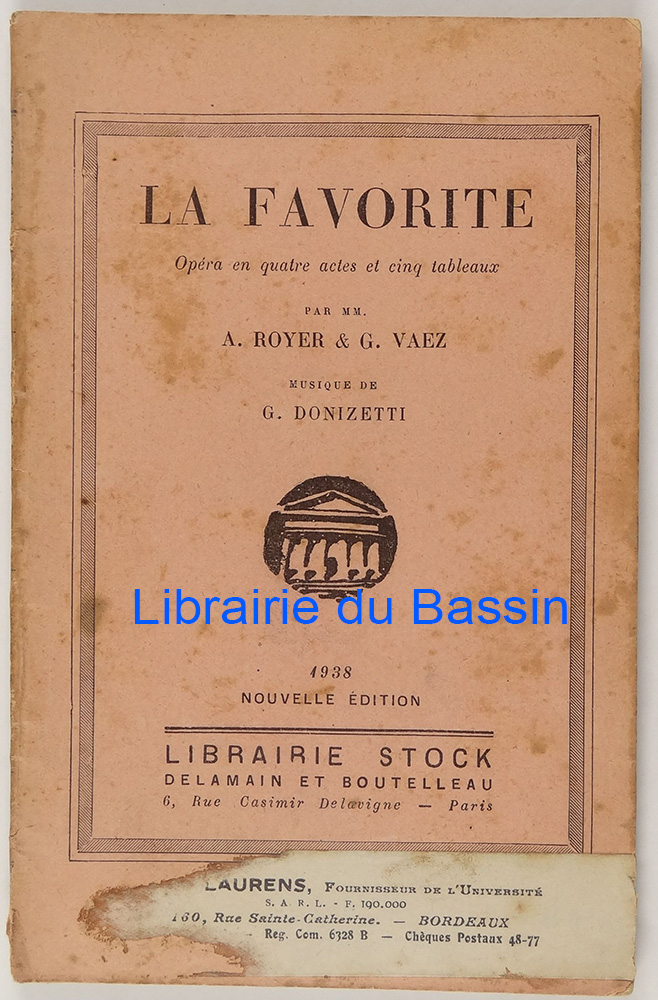 LA FAVORITE
Opéra en quatre actes et cinq tableaux
PAR MM.
A. ROYER & G. VAEZ
MUSIQUE DE
G. DONIZETTI
Librairie du Bassin
1938
NOUVELLE ÉDITION
LIBRAIRIE STOCK
DELAMAIN ET BOUTELLEAU
6, Rue Casimir Delavigne — Paris
LAURENS, FOURNISSEUR DE L'UNIVERSITÉ
S. A. R. L. - F. 190.000
160, Rue Sainte-Catherine. — BORDEAUX
- Reg. Com. 6328 B — Chèques Postaux 48-77